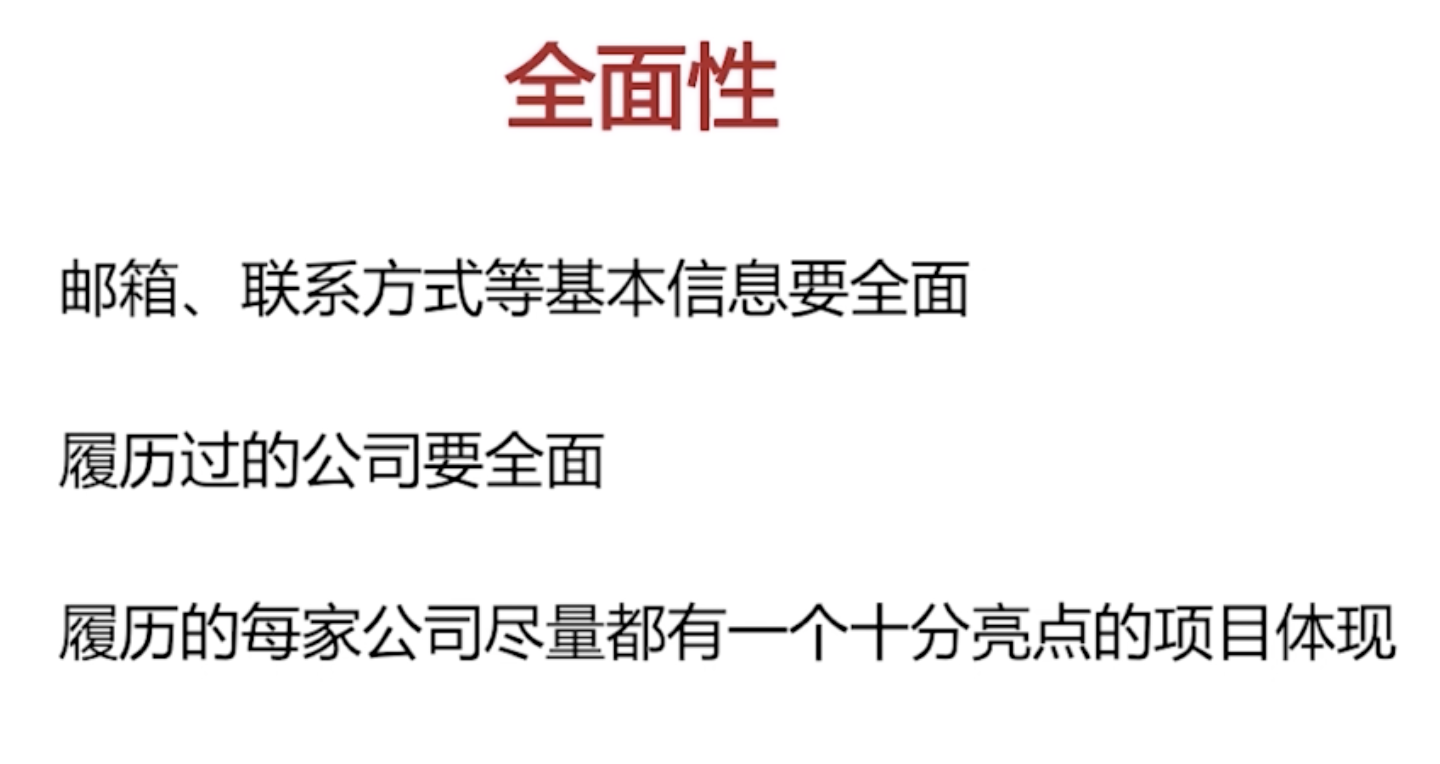 全面性
邮箱、联系方式等基本信息要全面
履历过的公司要全面
履历的每家公司尽量都有一个十分亮点的项目体现